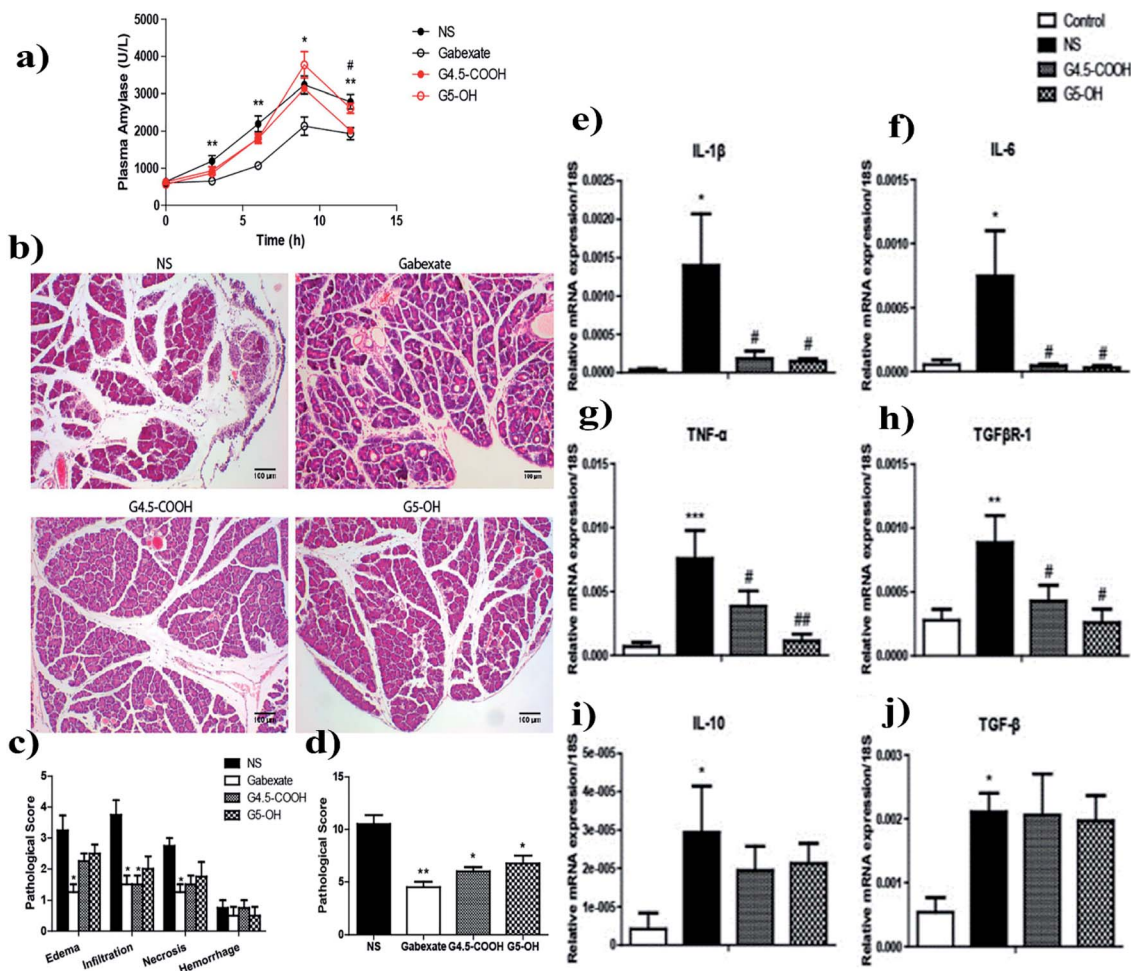 a)
Plasma Amylase (U/L)
5000
4000
3000
2000
1000
0
*
#
**
**
**
0
5
10
15
Time (h)
NS
Gabexate
G4.5-COOH
G5-OH
b)
NS
Gabexate
100 µm
100 µm
G4.5-COOH
G5-OH
100 µm
100 µm
c)
Pathological Score
5
4
3
2
1
0
*
*
*
*
Edema
Infiltration
Necrosis
Hemorrhage
NS
Gabexate
G4.5-COOH
G5-OH
d)
Pathological Score
15
10
5
0
**
*
*
NS
Gabexate
G4.5-COOH
G5-OH
Control
NS
G4.5-COOH
G5-OH
e)
IL-1β
Relative mRNA expression/18S
0.0025
0.0020
0.0015
0.0010
0.0005
0.0000
*
#
#
f)
IL-6
Relative mRNA expression/18S
0.0015
0.0010
0.0005
0.0000
*
#
#
g)
TNF-α
Relative mRNA expression/18S
0.015
0.010
0.005
0.000
***
#
##
h)
TGFβR-1
Relative mRNA expression/18S
0.0015
0.0010
0.0005
0.0000
**
#
#
i)
IL-10
Relative mRNA expression/18S
5e-005
4e-005
3e-005
2e-005
1e-005
0
*
j)
TGF-β
Relative mRNA expression/18S
0.003
0.002
0.001
0.000
*